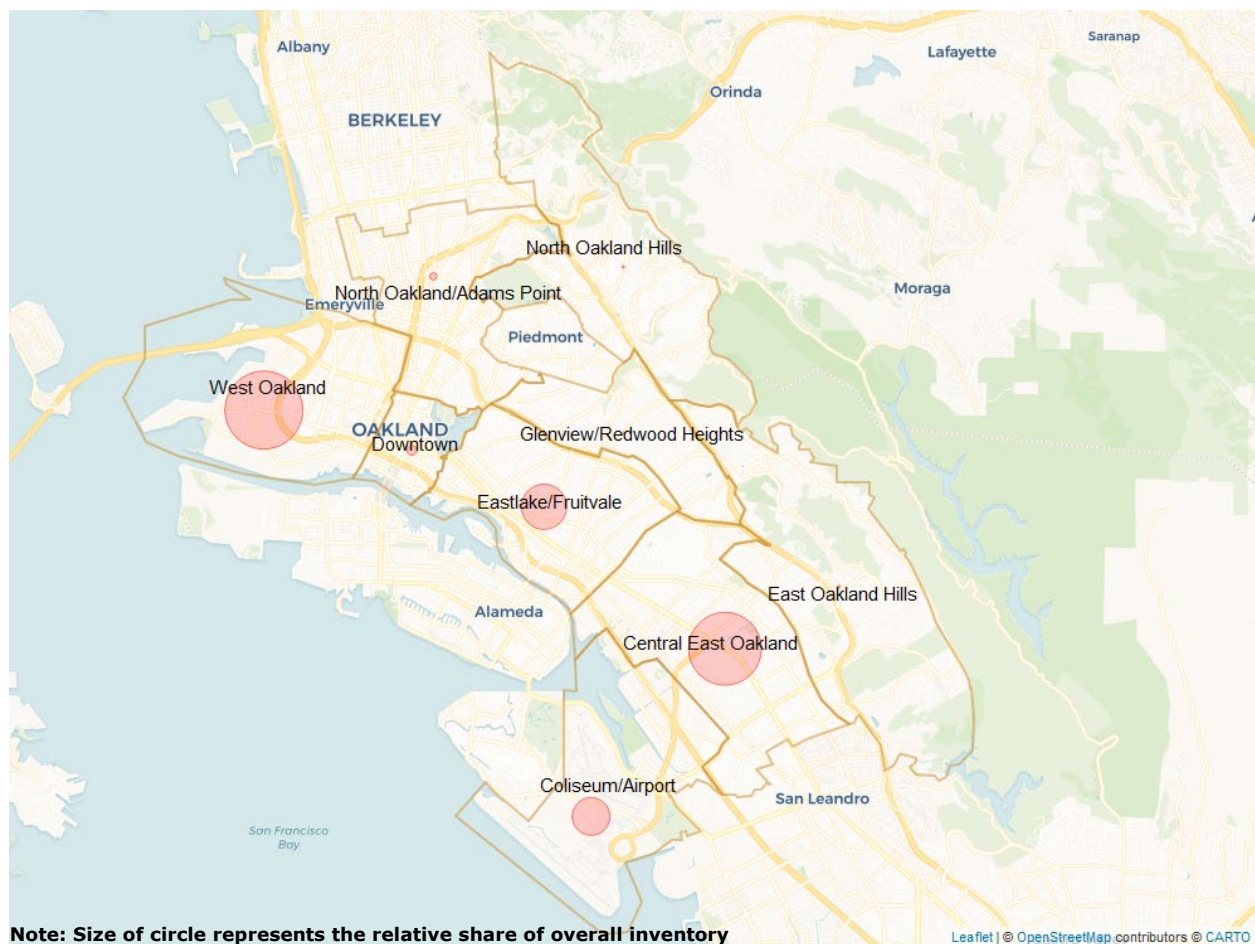 Saranap
Albany
Lafayette
Orinda
BERKELEY
North Oakland Hills
Moraga
North Oakland/Adams Point
Emeryville
Piedmont
West Oakland
OAKLAND
Glenview/Redwood Heights
Downtown
Eastlake/Fruitvale
East Oakland Hills
Alameda
Central East Oakland
Coliseum/Airport
San Leandro
San Francisco
Bay
Note: Size of circle represents the relative share of overall inventory
Leaflet | © OpenStreetMap contributors © CARTO